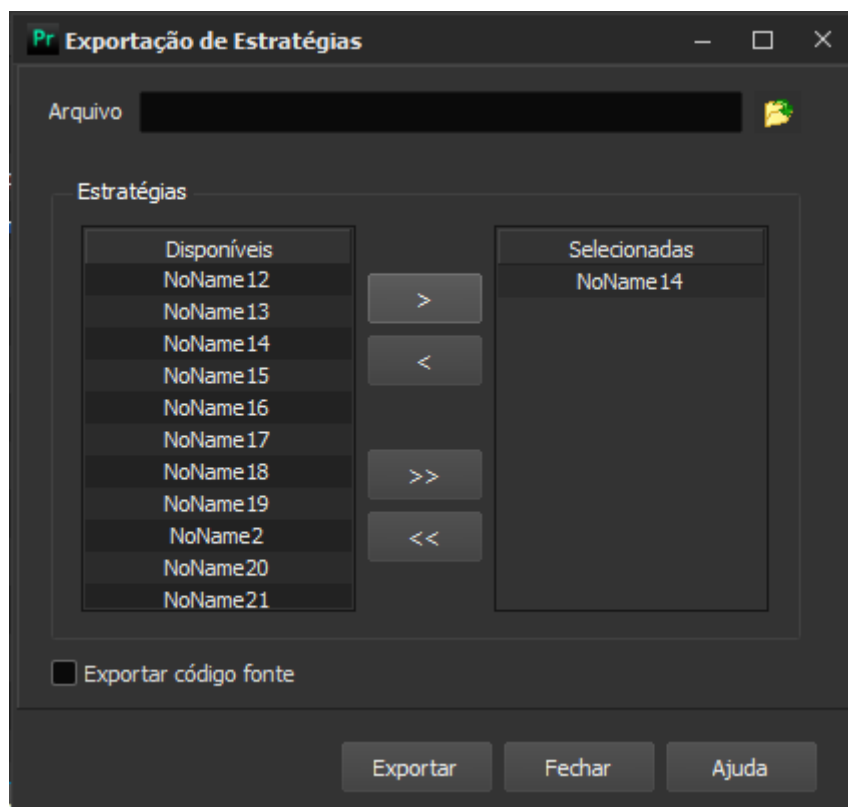 Pr Exportação de Estratégias
Arquivo
Estratégias
Disponíveis
NoName12
NoName13
NoName14
NoName15
NoName16
NoName17
NoName18
NoName19
NoName2
NoName20
NoName21
>
<
>>
<<
Selecionadas
NoName14
Exportar código fonte
Exportar
Fechar
Ajuda